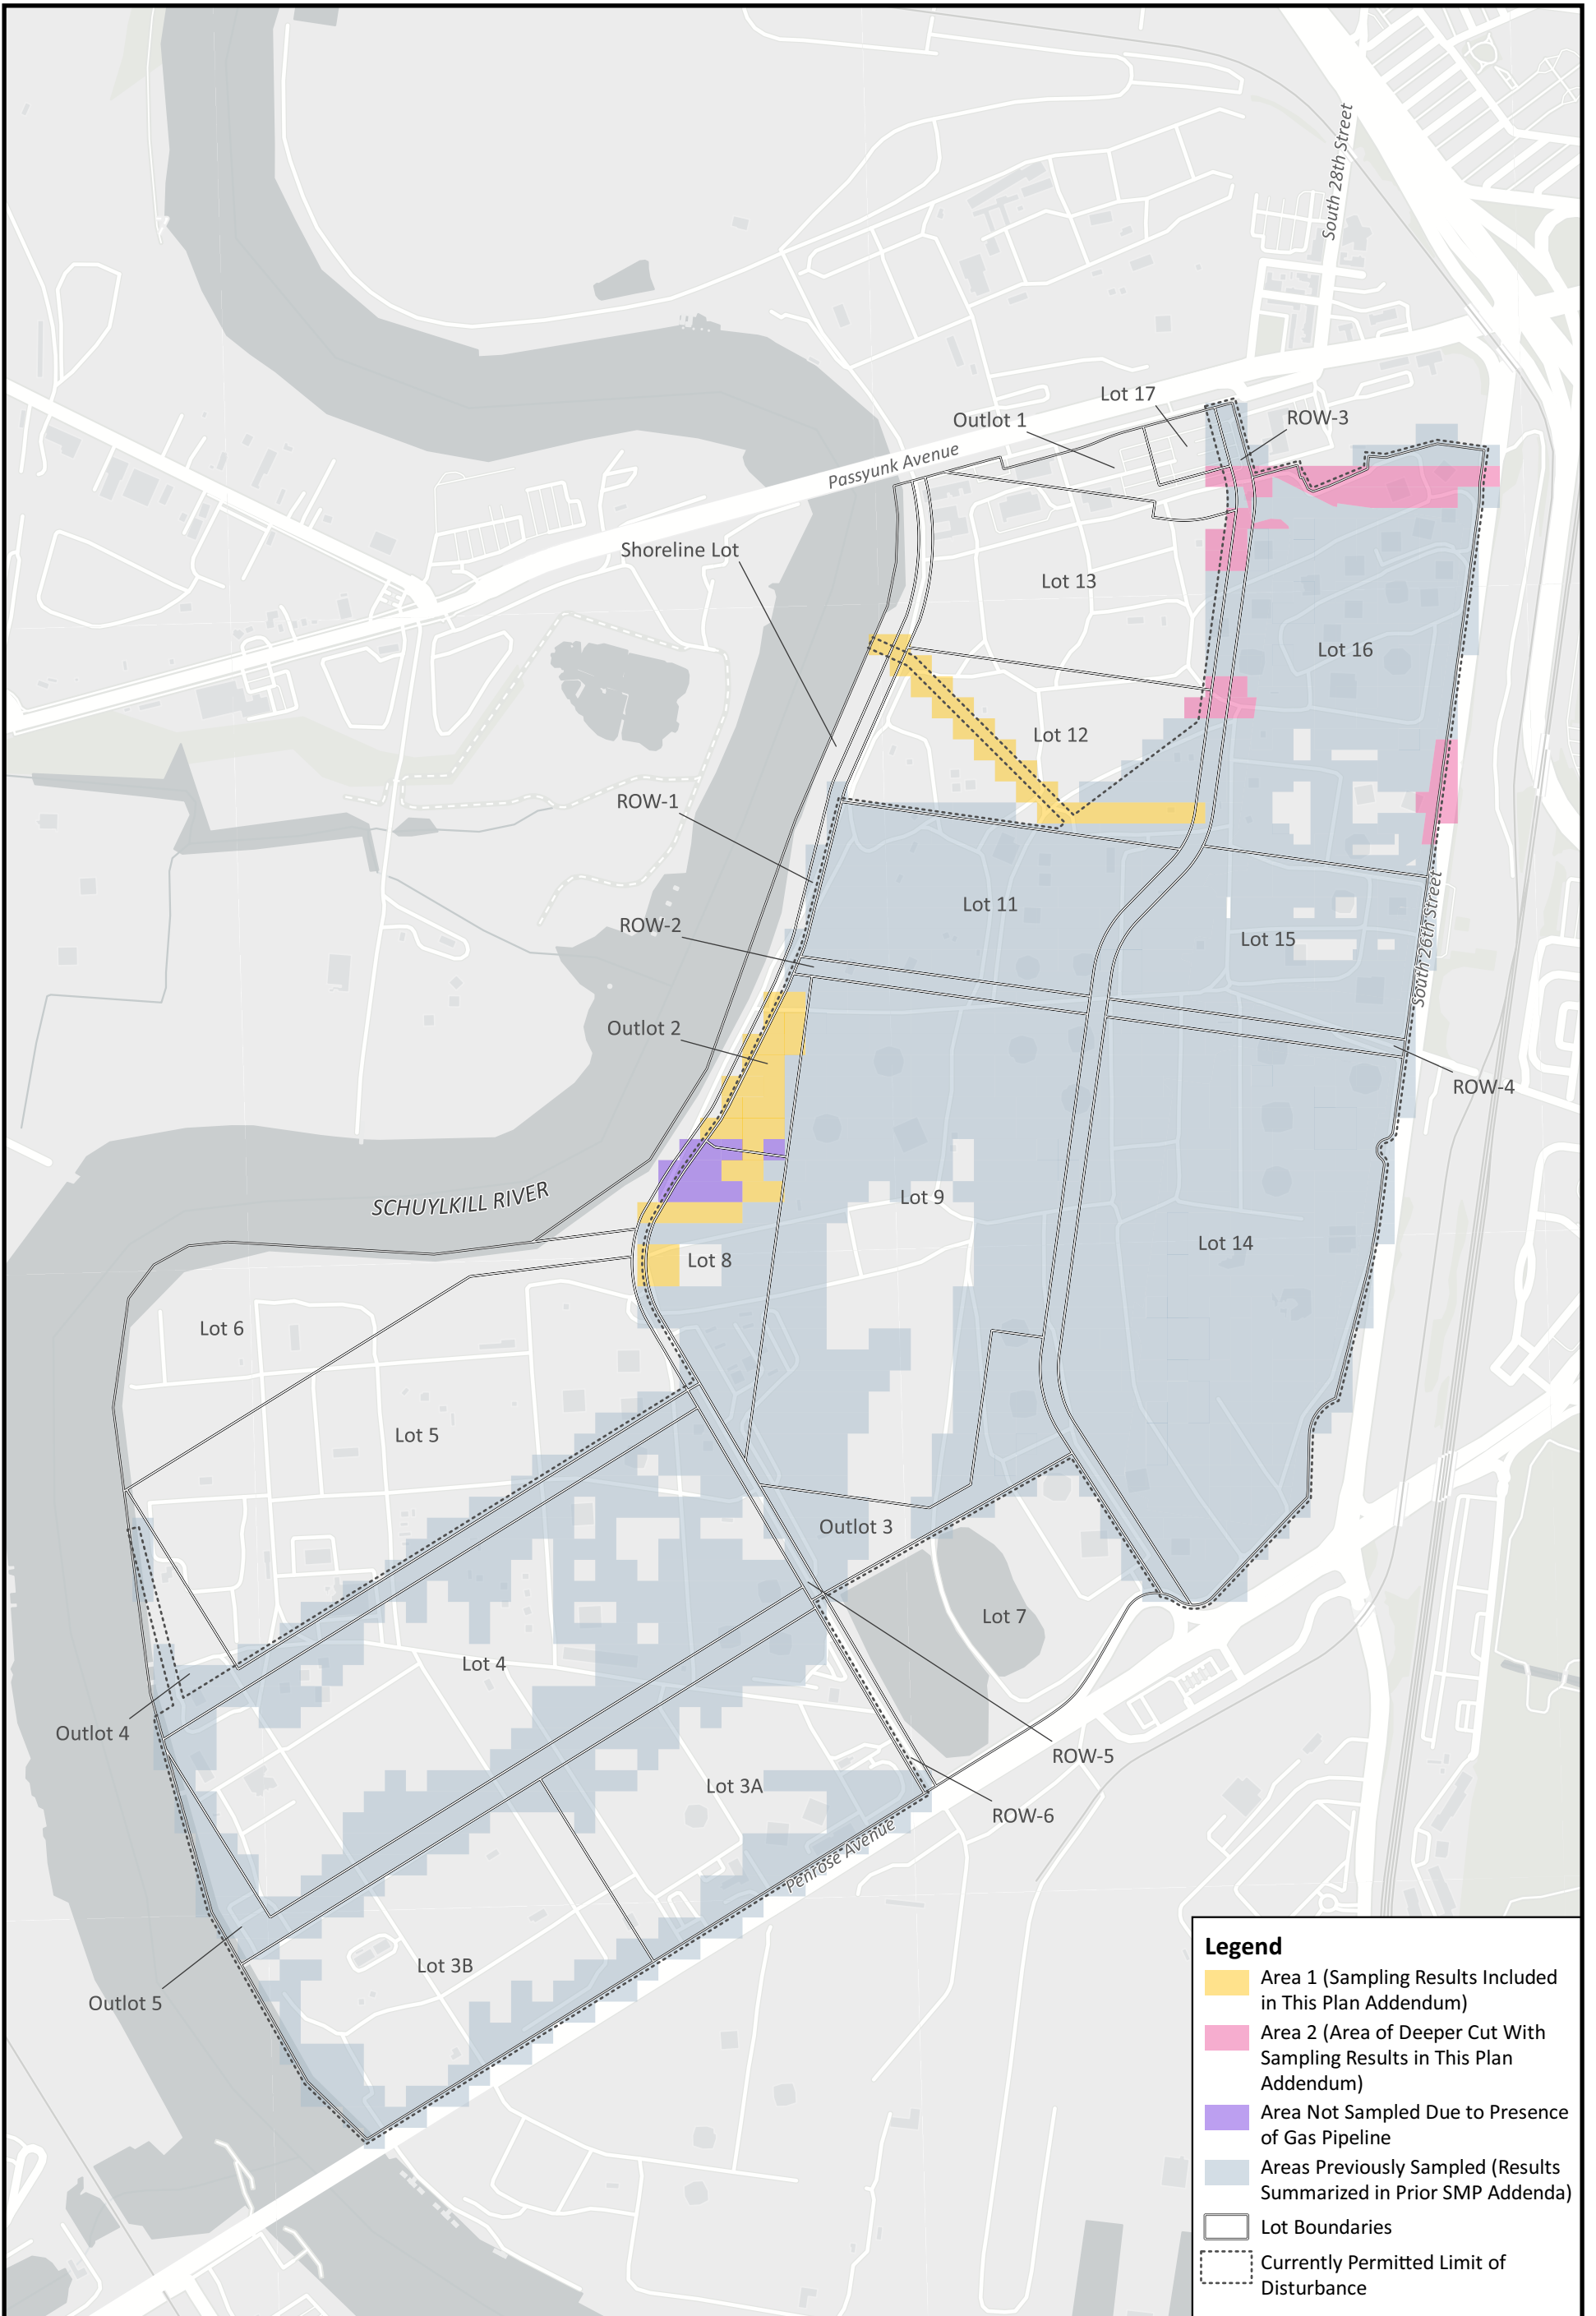 South 28th Street
Lot 17
Outlot 1
ROW-3
Passyunk Avenue
Shoreline Lot
Lot 13
Lot 16
Lot 12
ROW-1
Lot 11
ROW-2
Lot 15
South 26th Street
Outlot 2
ROW-4
SCHUYLKILL RIVER
Lot 9
Lot 14
Lot 8
Lot 6
Lot 5
Outlot 3
Lot 7
Lot 4
Outlot 4
ROW-5
Lot 3A
ROW-6
Penrose Avenue
Lot 3B
Outlot 5
Legend
Area 1 (Sampling Results Included
in This Plan Addendum)
Area 2 (Area of Deeper Cut With
Sampling Results in This Plan
Addendum)
Area Not Sampled Due to Presence
of Gas Pipeline
Areas Previously Sampled (Results
Summarized in Prior SMP Addenda)
Lot Boundaries
Currently Permitted Limit of
Disturbance